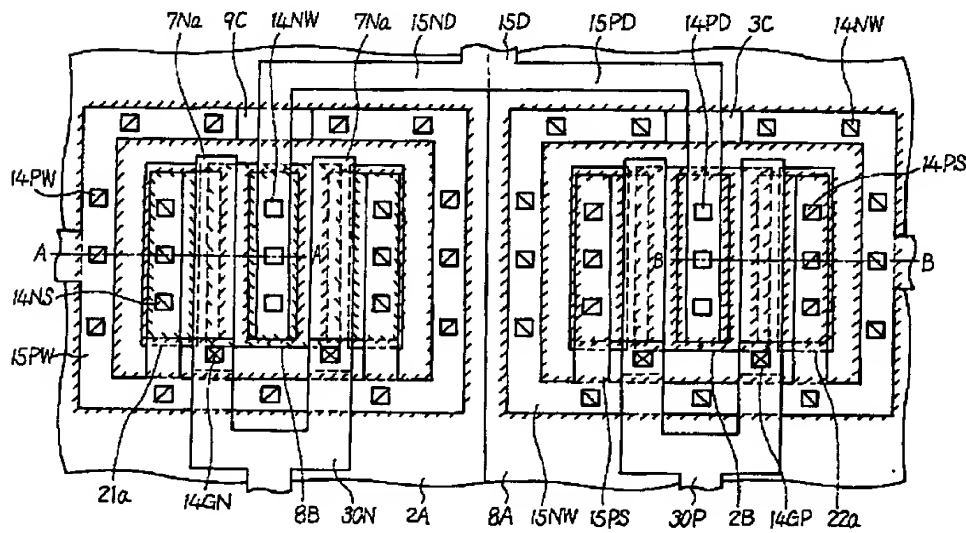 7Na 9C 14NW 15ND 7Na 15D 15PD 14PD 3C 14NW
14PW 14PS
A A' B' B
14NS
15PW
21a 14GN 8B 30N 2A 8A 15NW 15PS 30P 2B 14GP 22a